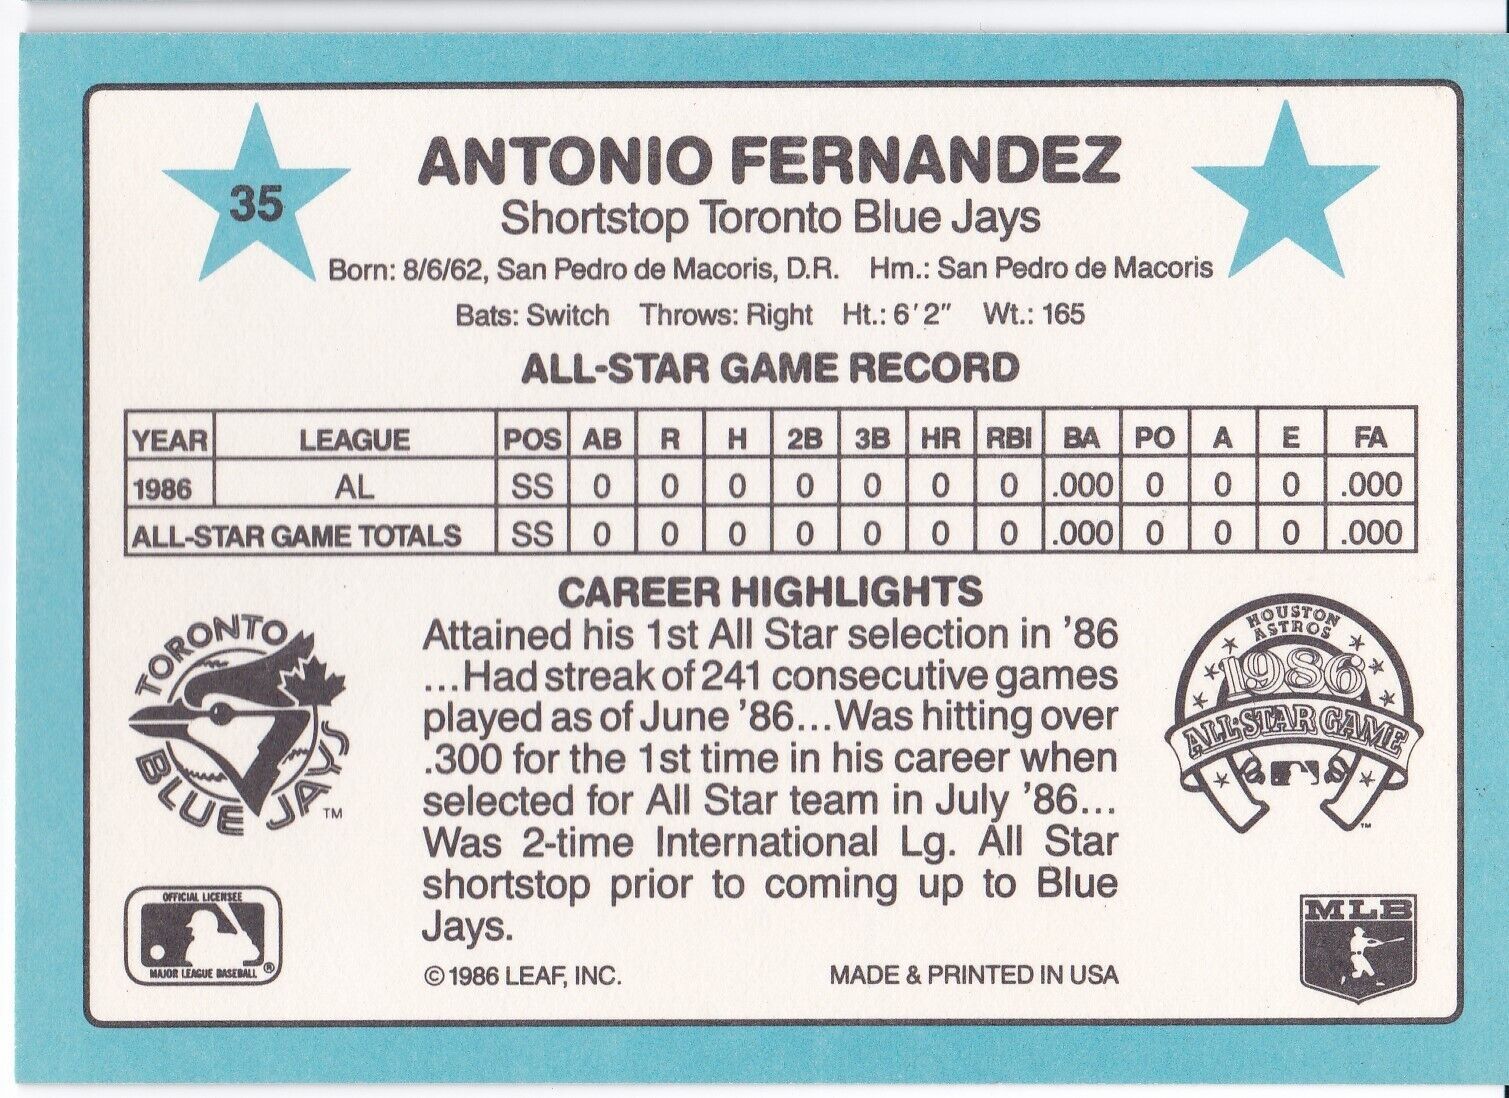 35
ANTONIO FERNANDEZ
Shortstop Toronto Blue Jays
Born: 8/6/62, San Pedro de Macoris, D.R. Hm.: San Pedro de Macoris
Bats: Switch Throws: Right Ht.: 6'2" Wt.: 165
ALL-STAR GAME RECORD
YEAR LEAGUE POS AB R H 2B 3B HR RBI BA PO A E FA
1986 AL SS 0 0 0 0 0 0 0 .000 0 0 0 .000
ALL-STAR GAME TOTALS SS 0 0 0 0 0 0 0 .000 0 0 0 .000
CAREER HIGHLIGHTS
Attained his 1st All Star selection in '86
...Had streak of 241 consecutive games
played as of June '86...Was hitting over
.300 for the 1st time in his career when
selected for All Star team in July '86...
Was 2-time International Lg. All Star
shortstop prior to coming up to Blue
Jays.
© 1986 LEAF, INC. MADE & PRINTED IN USA
TORONTO
BLUE JAYS
™
OFFICIAL LICENSEE
MAJOR LEAGUE BASEBALL ®
HOUSTON
ASTROS
1986
ALL-STAR GAME
™
MLB